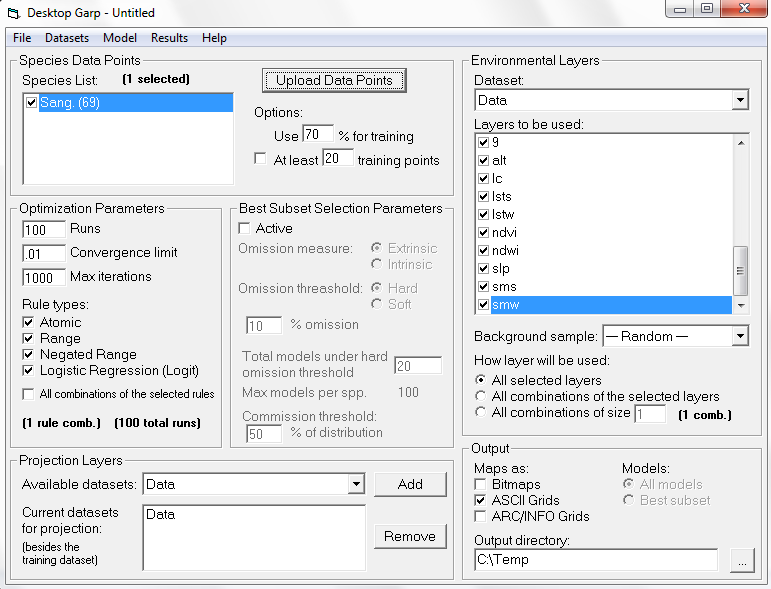 Desktop Garp - Untitled
File Datasets Model Results Help
Species Data Points
Species List: (1 selected)
Sang. (69)
Upload Data Points
Options:
Use 70 % for training
At least 20 training points
Optimization Parameters
100 Runs
.01 Convergence limit
1000 Max iterations
Rule types:
Atomic
Range
Negated Range
Logistic Regression (Logit)
All combinations of the selected rules
(1 rule comb.) (100 total runs)
Best Subset Selection Parameters
Active
Omission measure: Extrinsic
Intrinsic
Omission threashold: Hard
Soft
10 % omission
Total models under hard
omission threshold 20
Max models per spp. 100
Commission threshold:
50 % of distribution
Projection Layers
Available datasets: Data
Add
Current datasets
for projection:
(besides the
training dataset)
Data
Remove
Environmental Layers
Dataset:
Data
Layers to be used:
9
alt
lc
lsts
lstw
ndvi
ndwi
slp
sms
smw
Background sample: — Random —
How layer will be used:
All selected layers
All combinations of the selected layers
All combinations of size 1 (1 comb.)
Output
Maps as:
Bitmaps
ASCII Grids
ARC/INFO Grids
Models:
All models
Best subset
Output directory:
C:\Temp
...